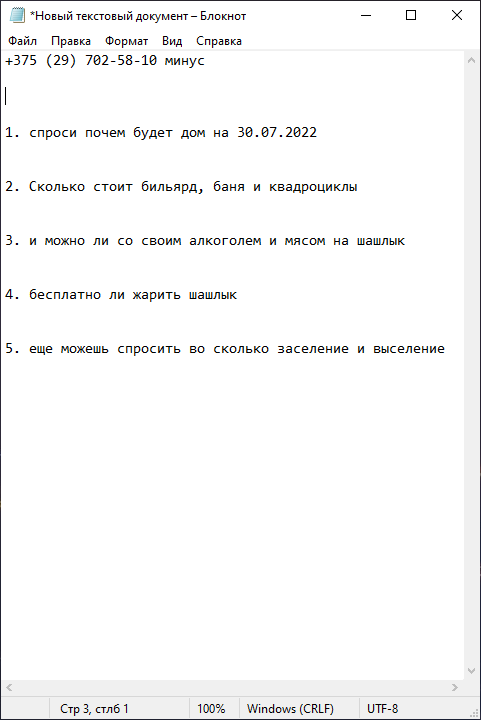 *Новый текстовый документ – Блокнот
Файл Правка Формат Вид Справка
+375 (29) 702-58-10 минус
1. спроси почем будет дом на 30.07.2022
2. Сколько стоит бильярд, баня и квадроциклы
3. и можно ли со своим алкоголем и мясом на шашлык
4. бесплатно ли жарить шашлык
5. еще можешь спросить во сколько заселение и выселение
Стр 3, стлб 1 100% Windows (CRLF) UTF-8